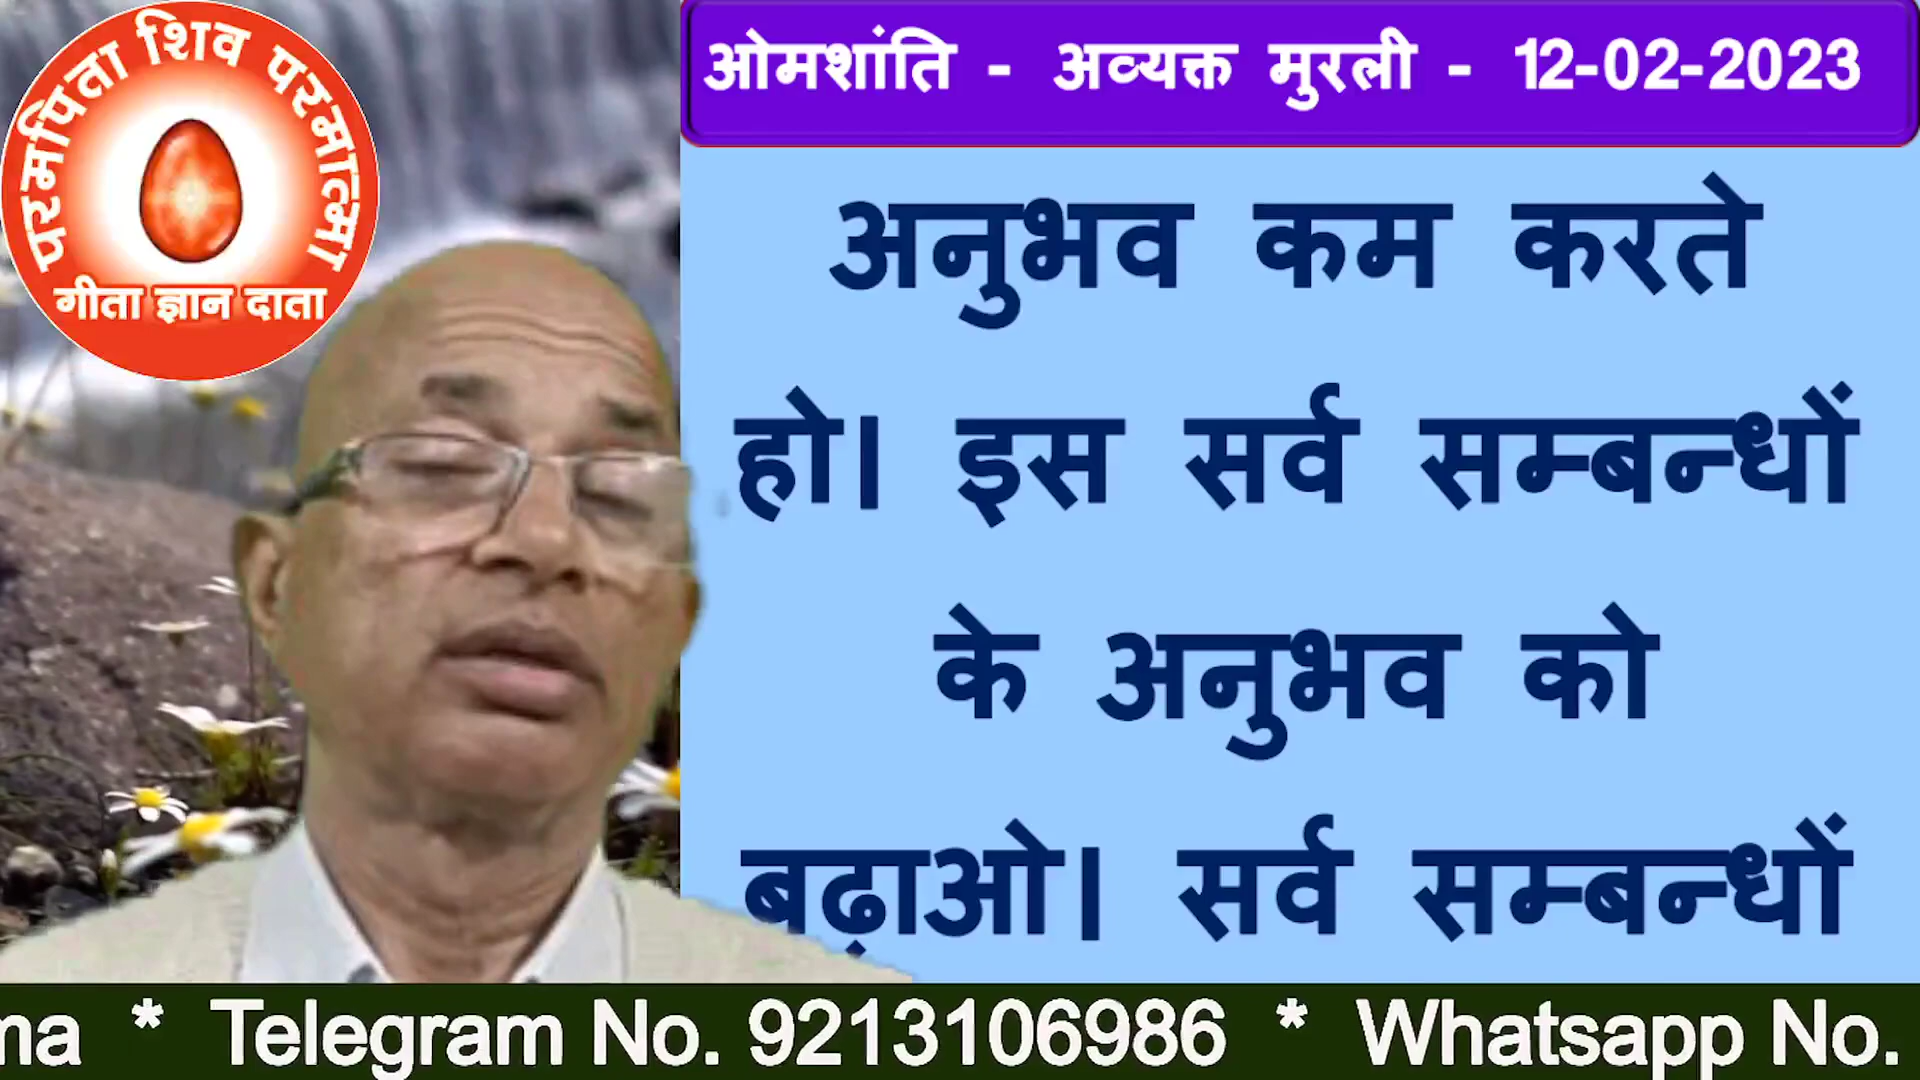 परमपिता शिव परमात्मा
गीता ज्ञान दाता
ओमशांति - अव्यक्त मुरली - 12-02-2023
अनुभव कम करते
हो। इस सर्व सम्बन्धों
के अनुभव को
बढ़ाओ। सर्व सम्बन्धों
ma * Telegram No. 9213106986 * Whatsapp No.